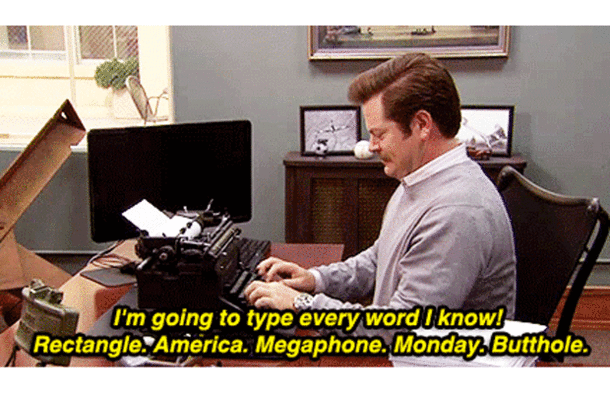 I'm going to type every word I know!
Rectangle. America. Megaphone. Monday. Butthole.